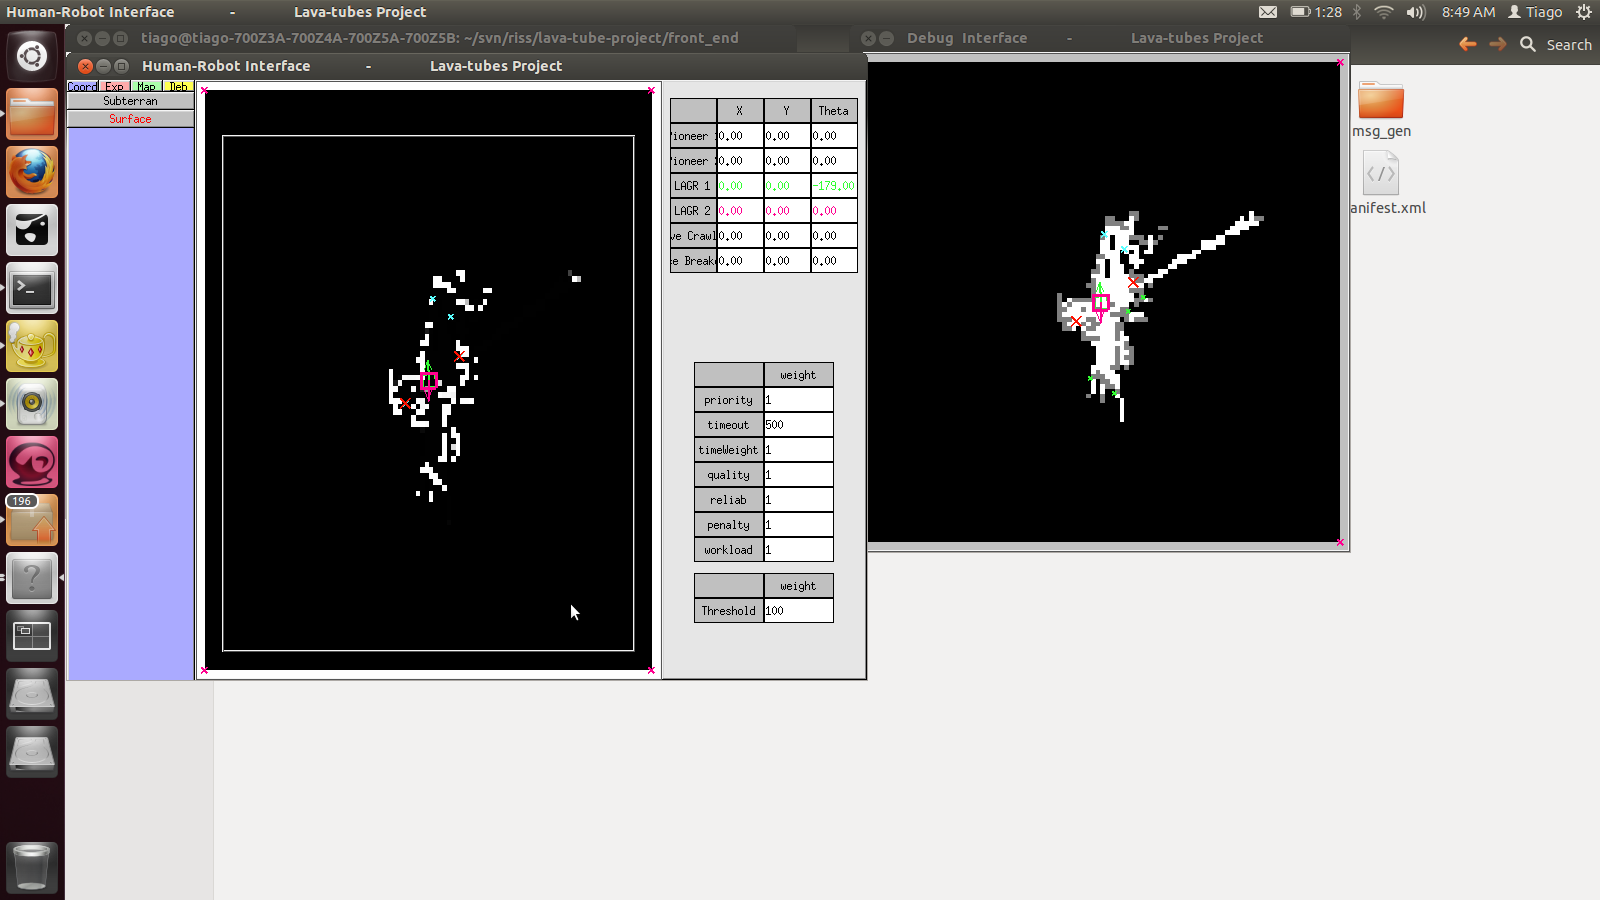 Human-Robot Interface - Lava-tubes Project
1:28 8:49 AM Tiago
tiago@tiago-700Z3A-700Z4A-700Z5A-700Z5B: ~/svn/riss/lava-tube-project/front_end
Debug Interface - Lava-tubes Project
Search
Human-Robot Interface - Lava-tubes Project
Coord Exp Map Deb
Subterran
Surface
X Y Theta
ioneer 0.00 0.00 0.00
ioneer 0.00 0.00 0.00
LAGR 1 0.00 0.00 -179.00
LAGR 2 0.00 0.00 0.00
ve Crawl 0.00 0.00 0.00
e Break 0.00 0.00 0.00
weight
priority 1
timeout 500
timeWeight 1
quality 1
reliab 1
penalty 1
workload 1
weight
Threshold 100
msg_gen
anifest.xml
196